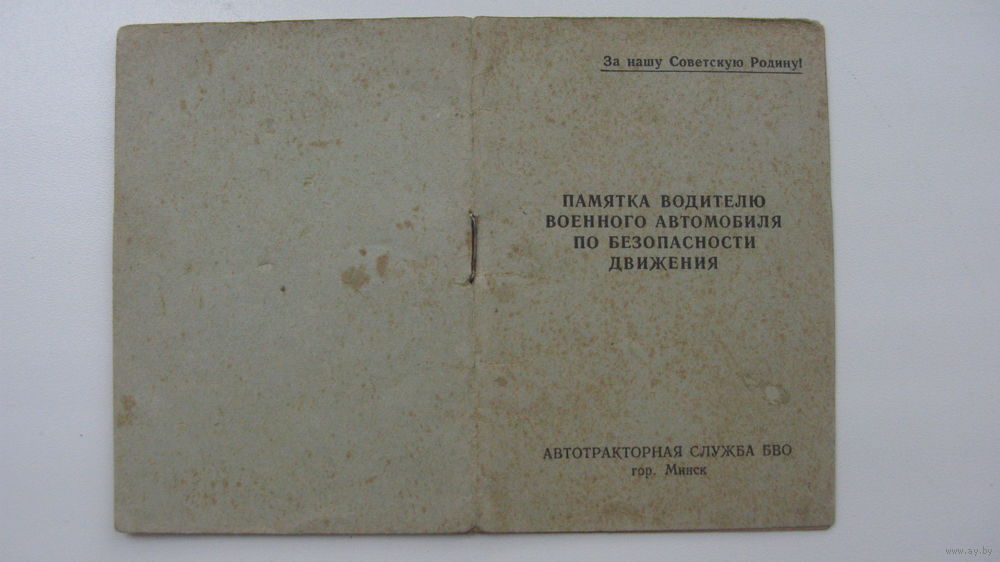 За нашу Советскую Родину!
ПАМЯТКА ВОДИТЕЛЮ
ВОЕННОГО АВТОМОБИЛЯ
ПО БЕЗОПАСНОСТИ
ДВИЖЕНИЯ
АВТОТРАКТОРНАЯ СЛУЖБА БВО
гор. Минск
www.ay.by